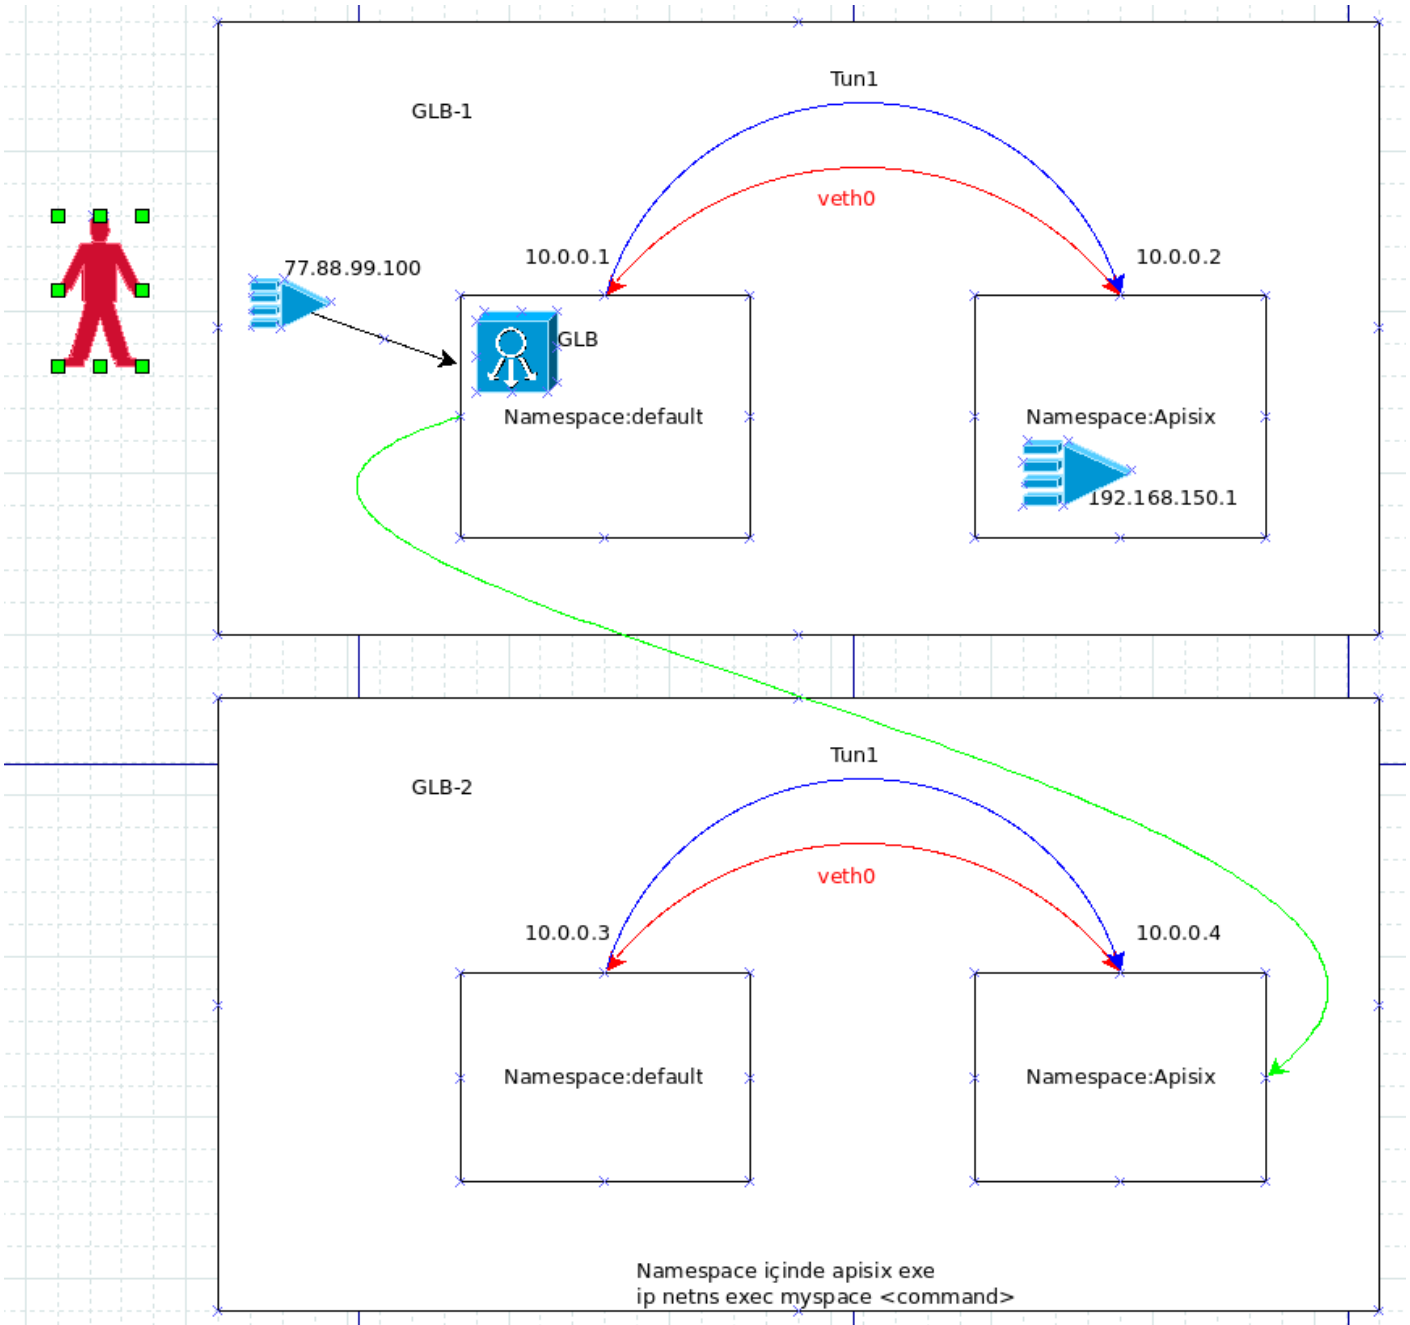 Tun1
GLB-1
veth0
10.0.0.1
10.0.0.2
77.88.99.100
GLB
Namespace:default
Namespace:Apisix
192.168.150.1
Tun1
GLB-2
veth0
10.0.0.3
10.0.0.4
Namespace:default
Namespace:Apisix
Namespace içinde apisix exe
ip netns exec myspace <command>